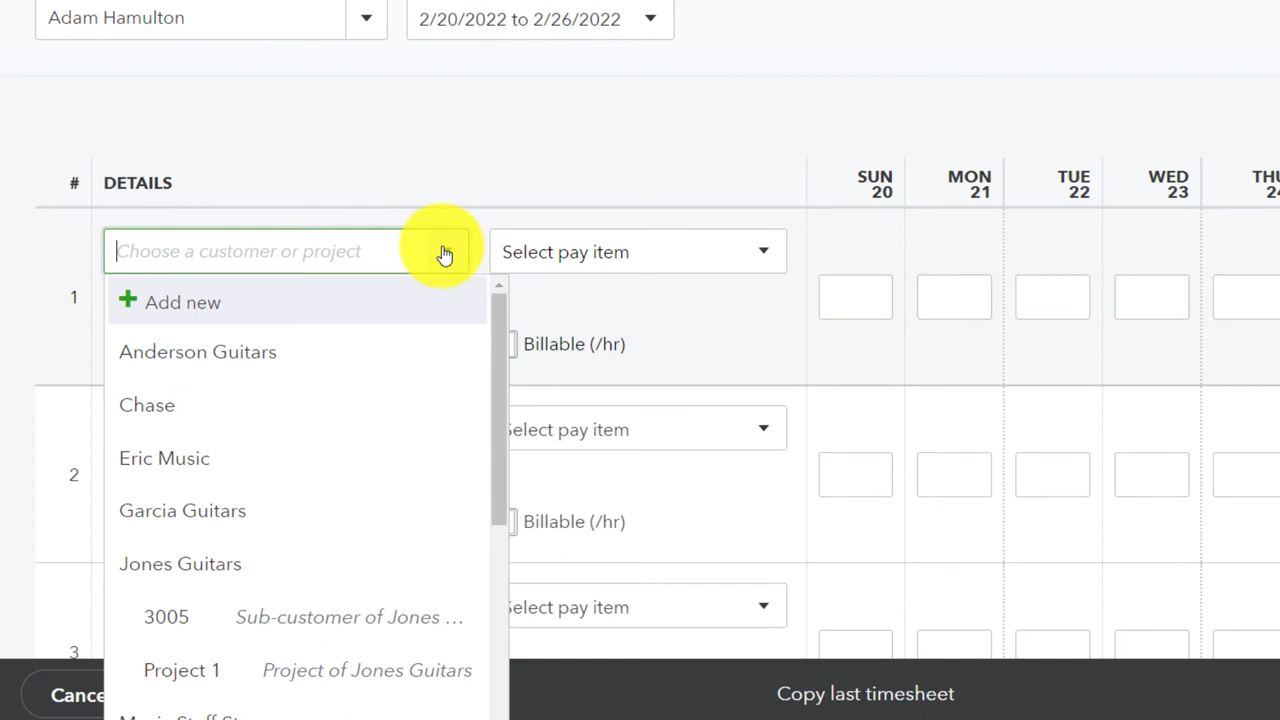 Adam Hamulton
2/20/2022 to 2/26/2022
# DETAILS SUN 20 MON 21 TUE 22 WED 23
Choose a customer or project Select pay item
1
Add new
Billable (/hr)
Anderson Guitars
Chase
Select pay item
Eric Music
2
Garcia Guitars
Billable (/hr)
Jones Guitars
3005 Sub-customer of Jones …
Select pay item
3
Project 1 Project of Jones Guitars
Copy last timesheet